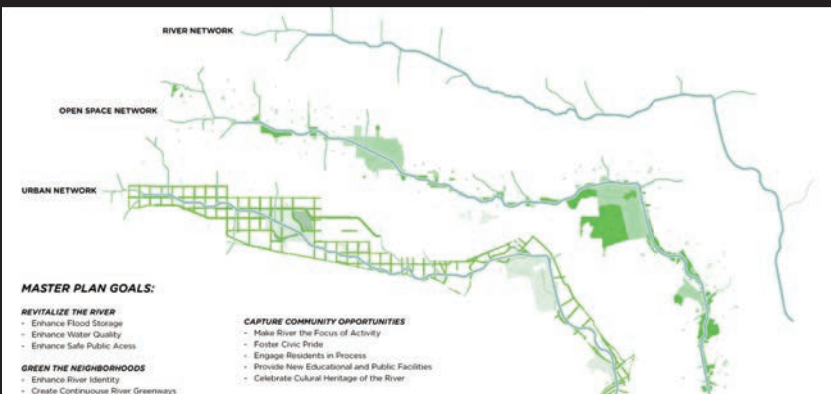 RIVER NETWORK
OPEN SPACE NETWORK
URBAN NETWORK
MASTER PLAN GOALS:
REVITALIZE THE RIVER
- Enhance Flood Storage
- Enhance Water Quality
- Enhance Safe Public Acess
GREEN THE NEIGHBORHOODS
- Enhance River Identity
- Create Continuouse River Greenways
CAPTURE COMMUNITY OPPORTUNITIES
- Make River the Focus of Activity
- Foster Civic Pride
- Engage Residents in Process
- Provide New Educational and Public Facilities
- Celebrate Culural Heritage of the River